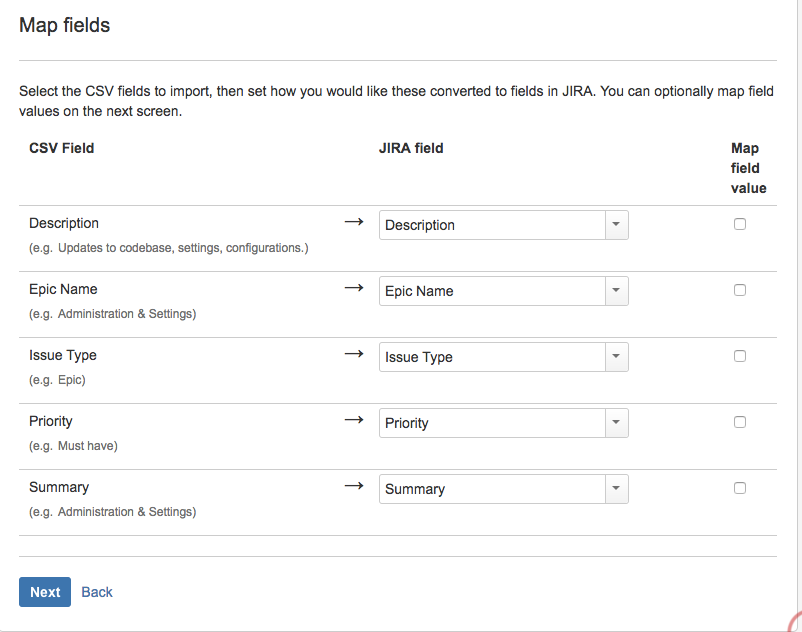 Map fields
Select the CSV fields to import, then set how you would like these converted to fields in JIRA. You can optionally map field
values on the next screen.
CSV Field
JIRA field
Map
field
value
Description → Description
(e.g. Updates to codebase, settings, configurations.)
Epic Name → Epic Name
(e.g. Administration & Settings)
Issue Type → Issue Type
(e.g. Epic)
Priority → Priority
(e.g. Must have)
Summary → Summary
(e.g. Administration & Settings)
Next Back